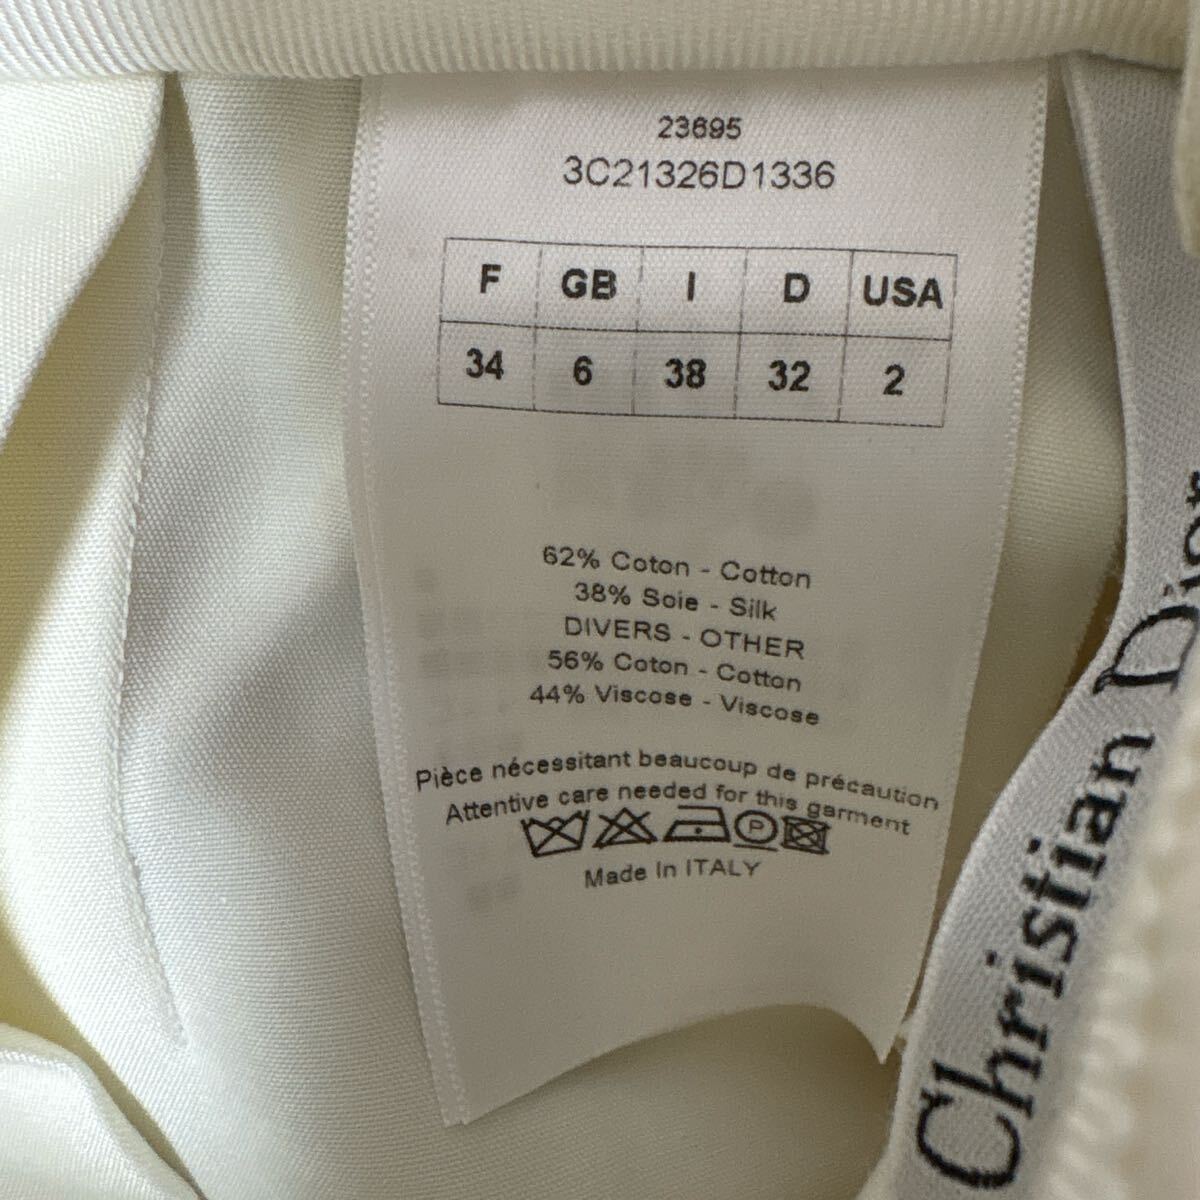 23695
3C21326D1336
F GB I D USA
34 6 38 32 2
62% Coton - Cotton
38% Soie - Silk
DIVERS - OTHER
56% Coton - Cotton
44% Viscose - Viscose
Pièce nécessitant beaucoup de précaution
Attentive care needed for this garment
P
Made In ITALY
Christian Dior